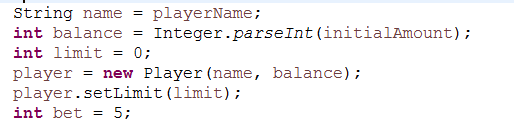 String name = playerName;
int balance = Integer.parseInt(initialAmount);
int limit = 0;
player = new Player(name, balance);
player.setLimit(limit);
int bet = 5;